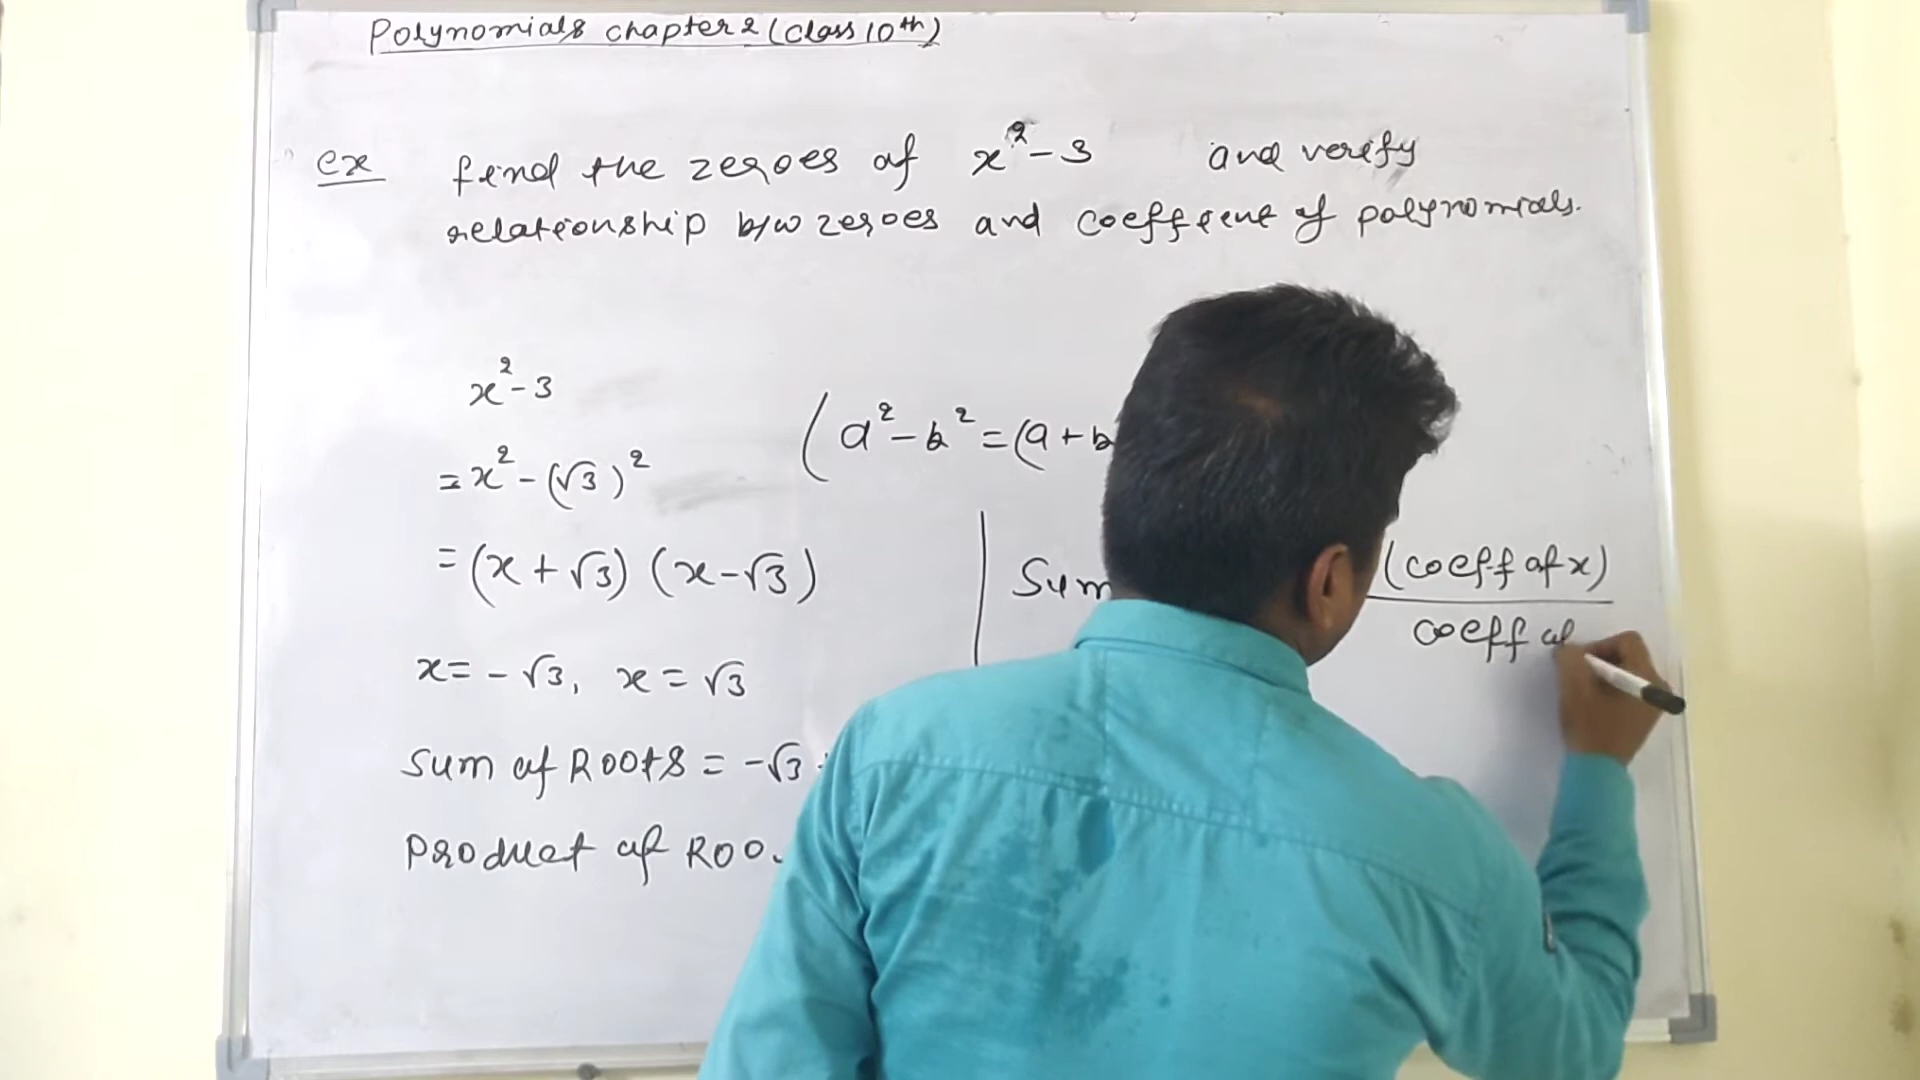 Polynomials chapter 2 (Class 10th)
ex find the zeroes of x² - 3 and verify
relationship b/w zeroes and coefficient of polynomials.
x² - 3
= x² - (√3)²
(a² - b² = (a + b
= (x + √3) (x - √3)
Sum
(coeff of x)
coeff of
x = - √3, x = √3
Sum of Roots = -√3
Product of Roo